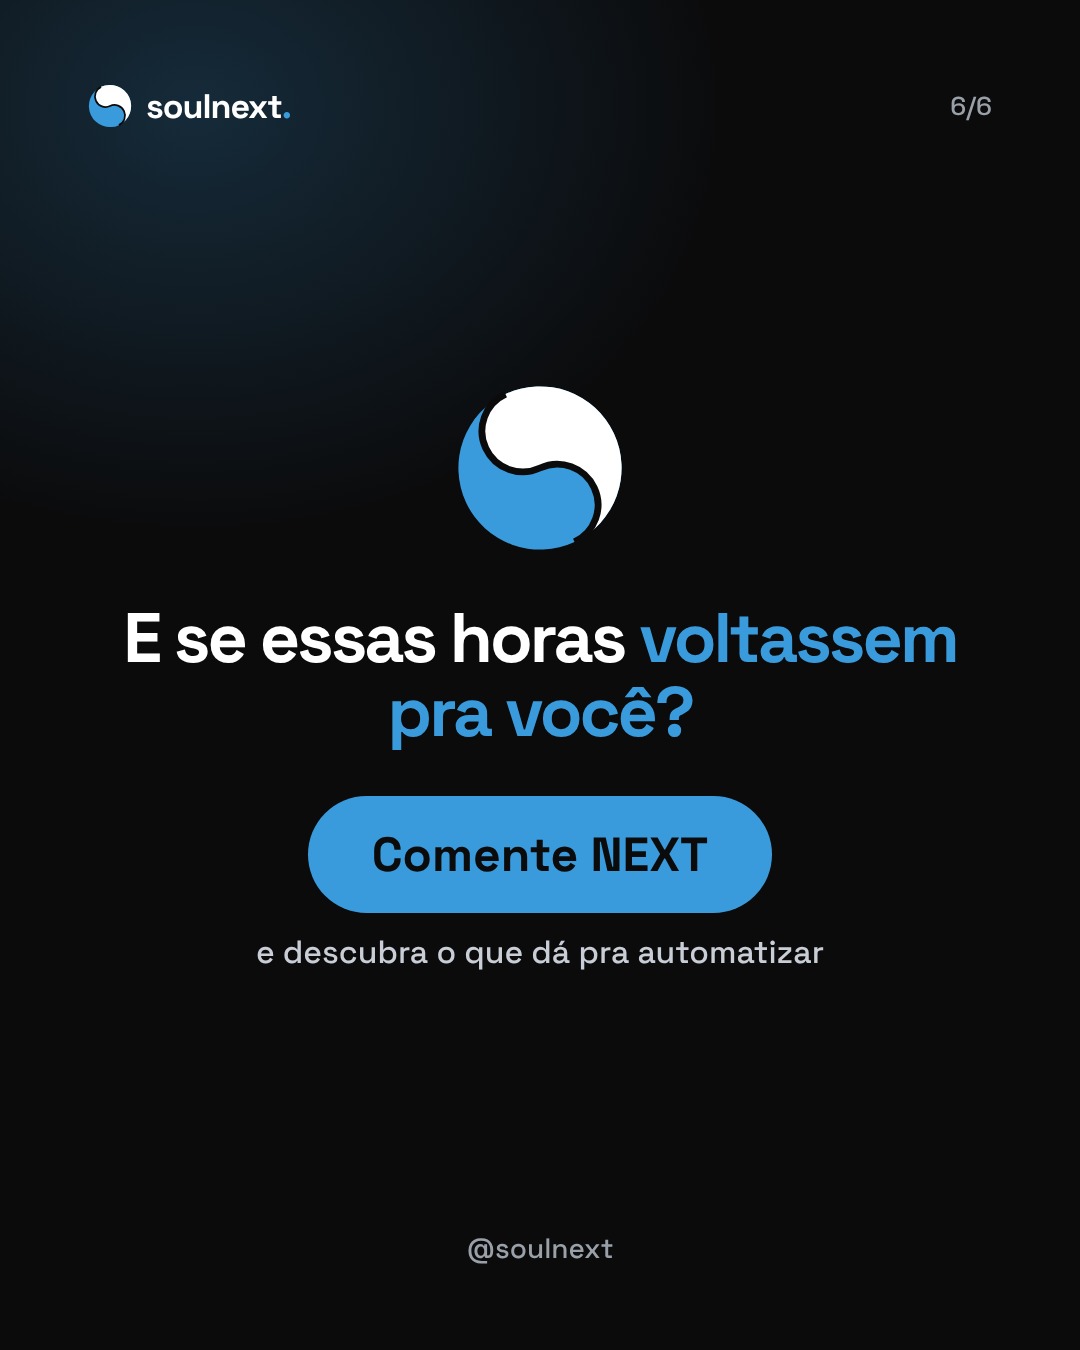 soulnext.
6/6
E se essas horas voltassem
pra você?
Comente NEXT
e descubra o que dá pra automatizar
@soulnext